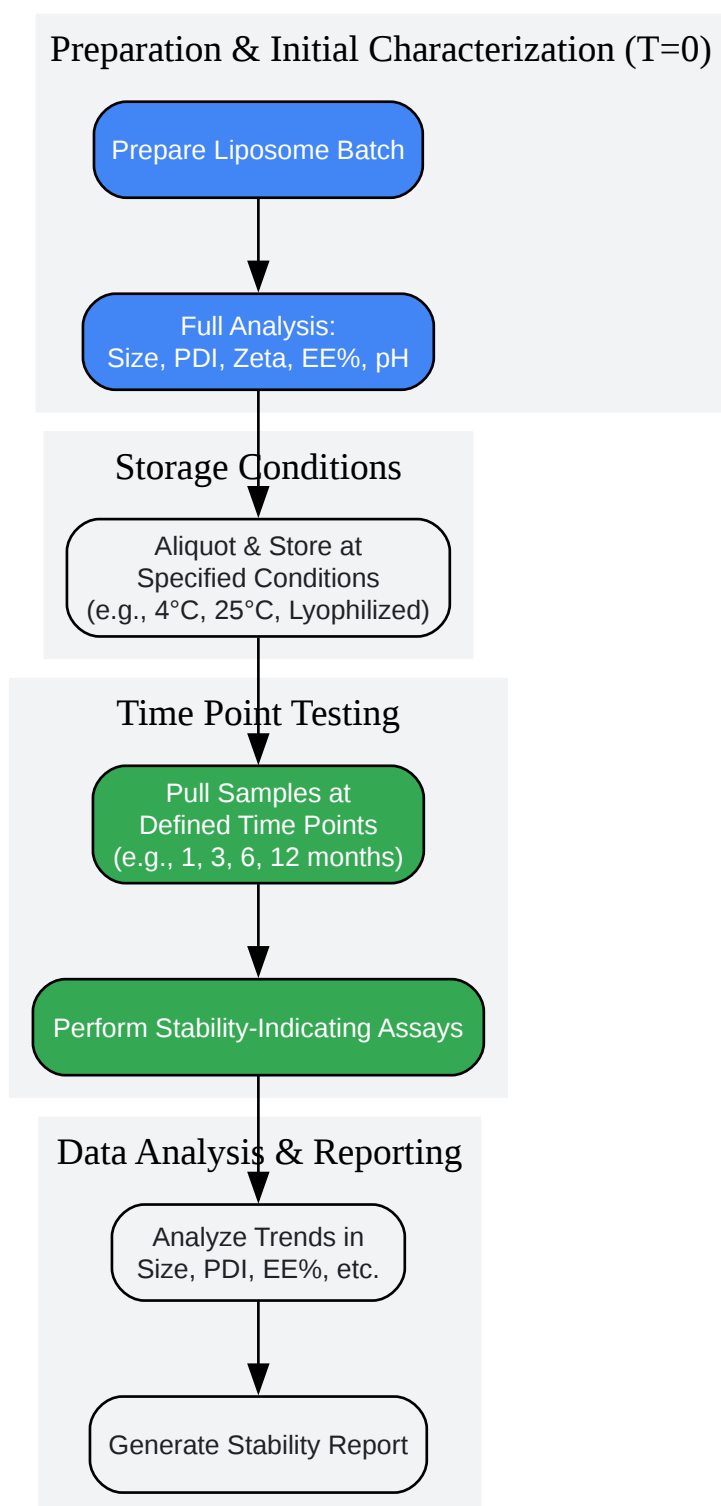 Preparation & Initial Characterization (T=0)
Prepare Liposome Batch
Full Analysis:
Size, PDI, Zeta, EE%, pH
Storage Conditions
Aliquot & Store at
Specified Conditions
(e.g., 4°C, 25°C, Lyophilized)
Time Point Testing
Pull Samples at
Defined Time Points
(e.g., 1, 3, 6, 12 months)
Perform Stability-Indicating Assays
Data Analysis & Reporting
Analyze Trends in
Size, PDI, EE%, etc.
Generate Stability Report